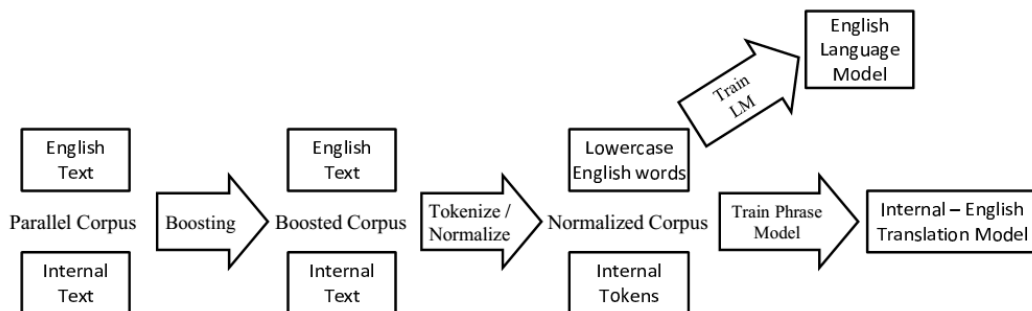 English
Language
Model
Train
LM
English
Text
English
Text
Lowercase
English words
Parallel Corpus
Boosting
Boosted Corpus
Tokenize /
Normalize
Normalized Corpus
Train Phrase
Model
Internal – English
Translation Model
Internal
Text
Internal
Text
Internal
Tokens